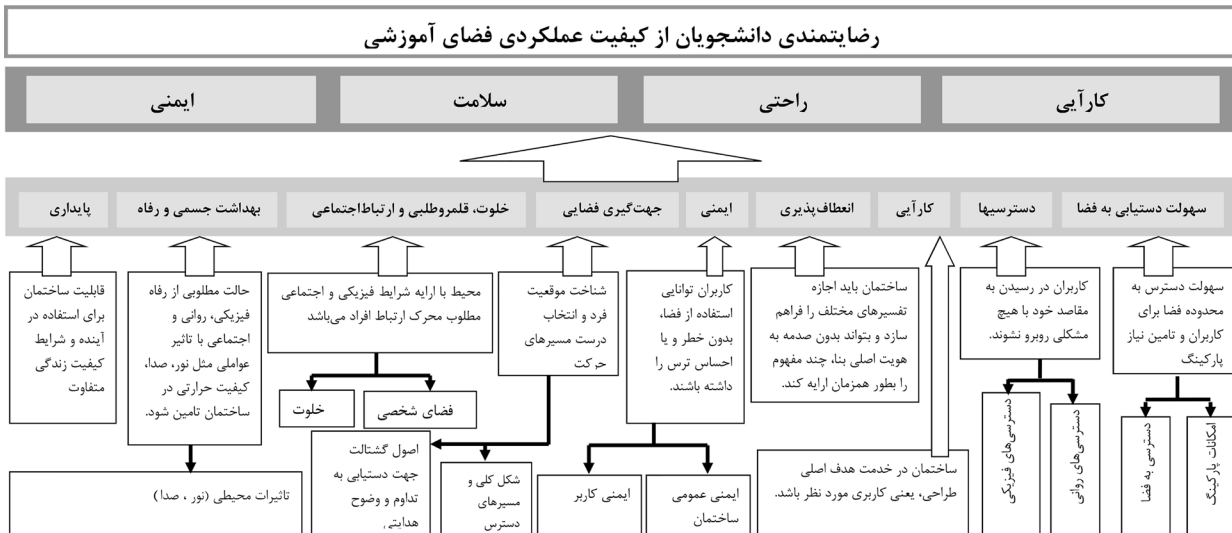 رضایتمندی دانشجویان از کیفیت عملکردی فضای آموزشی
کارآیی
راحتی
سلامت
ایمنی
سهولت دستیابی به فضا
دسترسیها
کارآیی
انعطاف‌پذیری
ایمنی
جهت‌گیری فضایی
خلوت، قلمروطلبی و ارتباط‌اجتماعی
بهداشت جسمی و رفاه
پایداری
سهولت دسترس به
محدوده فضا برای
کاربران و تامین نیاز
پارکینگ
کاربران در رسیدن به
مقاصد خود با هیچ
مشکلی روبرو نشوند.
ساختمان باید اجازه
تفسیرهای مختلف را فراهم
سازد و بتواند بدون صدمه به
هویت اصلی بنا، چند مفهوم
را بطور همزمان ارایه کند.
کاربران توانایی
استفاده از فضا،
بدون خطر و یا
احساس ترس را
داشته باشند.
شناخت موقعیت
فرد و انتخاب
درست مسیرهای
حرکت
محیط با ارایه شرایط فیزیکی و اجتماعی
مطلوب محرک ارتباط افراد می‌باشد
حالت مطلوبی از رفاه
فیزیکی، روانی و
اجتماعی با تاثیر
عواملی مثل نور، صدا،
کیفیت حرارتی در
ساختمان تامین شود.
قابلیت ساختمان
برای استفاده در
آینده و شرایط
کیفیت زندگی
متفاوت
امکانات پارکینگ
دسترسی به فضا
دسترسی‌های روانی
دسترسی‌های فیزیکی
ساختمان در خدمت هدف اصلی
طراحی، یعنی کاربری مورد نظر باشد.
ایمنی عمومی
ساختمان
ایمنی کاربر
شکل کلی و
مسیرهای
دسترس
اصول گشتالت
جهت دستیابی به
تداوم و وضوح
هدایتی
فضای شخصی
خلوت
تاثیرات محیطی (نور ، صدا)